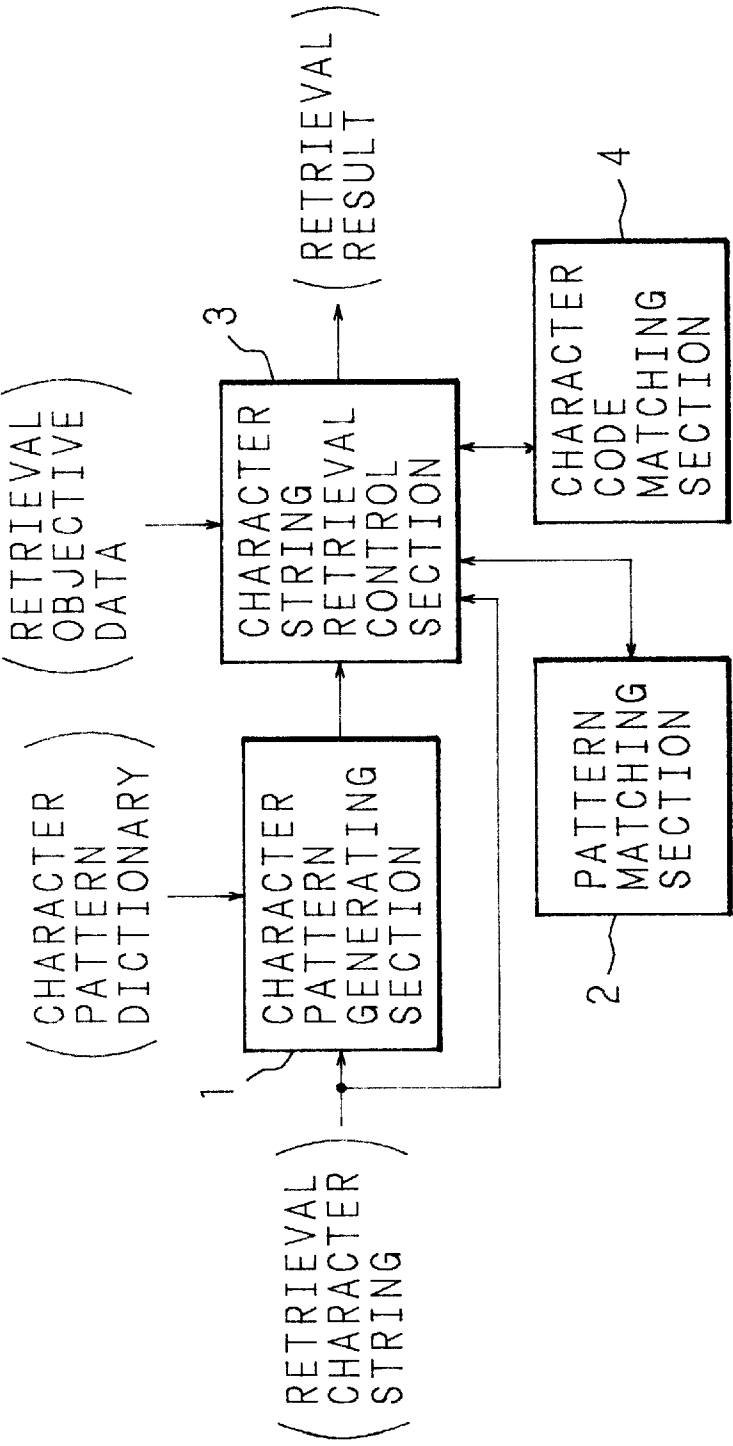 (RETRIEVAL
CHARACTER
STRING)
(CHARACTER
PATTERN
DICTIONARY)
(RETRIEVAL
OBJECTIVE
DATA)
1
CHARACTER
PATTERN
GENERATING
SECTION
3
CHARACTER
STRING
RETRIEVAL
CONTROL
SECTION
(RETRIEVAL
RESULT)
2
PATTERN
MATCHING
SECTION
4
CHARACTER
CODE
MATCHING
SECTION